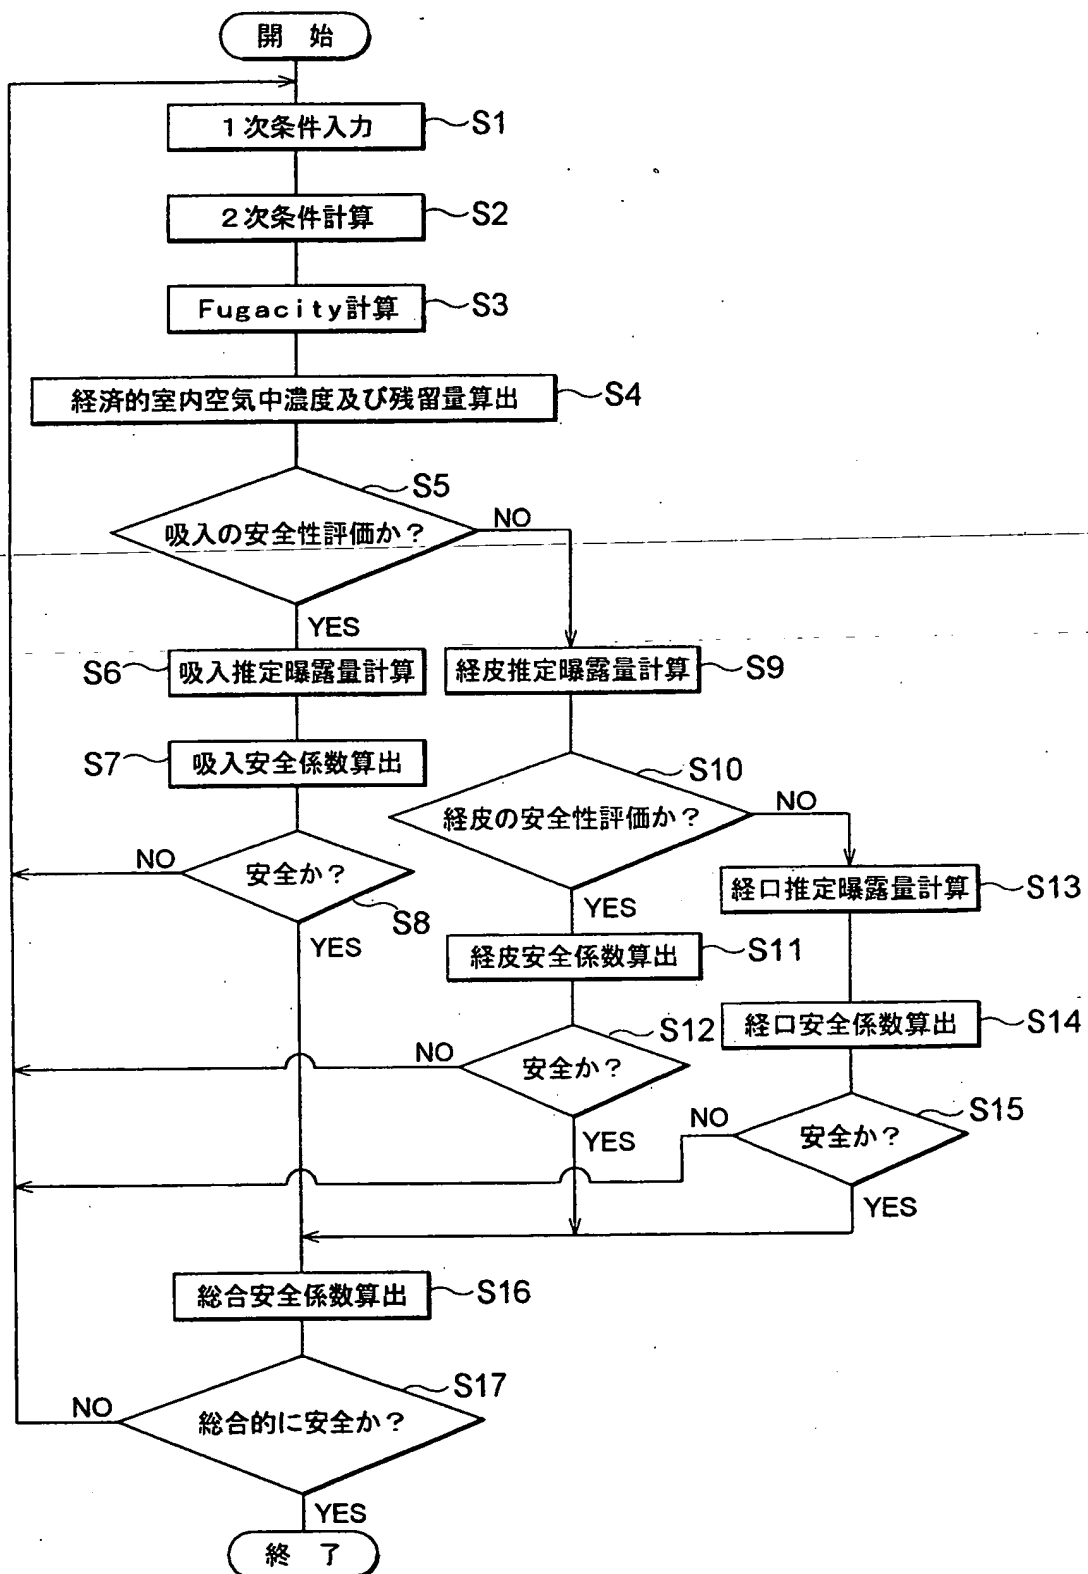 開 始
1次条件入力 S1
2次条件計算 S2
Fugacity計算 S3
経済的室内空気中濃度及び残留量算出 S4
S5
吸入の安全性評価か？ NO
YES
S6 吸入推定曝露量計算 経皮推定曝露量計算 S9
S7 吸入安全係数算出 S10
経皮の安全性評価か？ NO
NO 安全か？ S8
YES
YES
経口推定曝露量計算 S13
経皮安全係数算出 S11
経口安全係数算出 S14
NO 安全か？ S12
YES
NO 安全か？ S15
YES
総合安全係数算出 S16
S17
NO 総合的に安全か？
YES
終 了